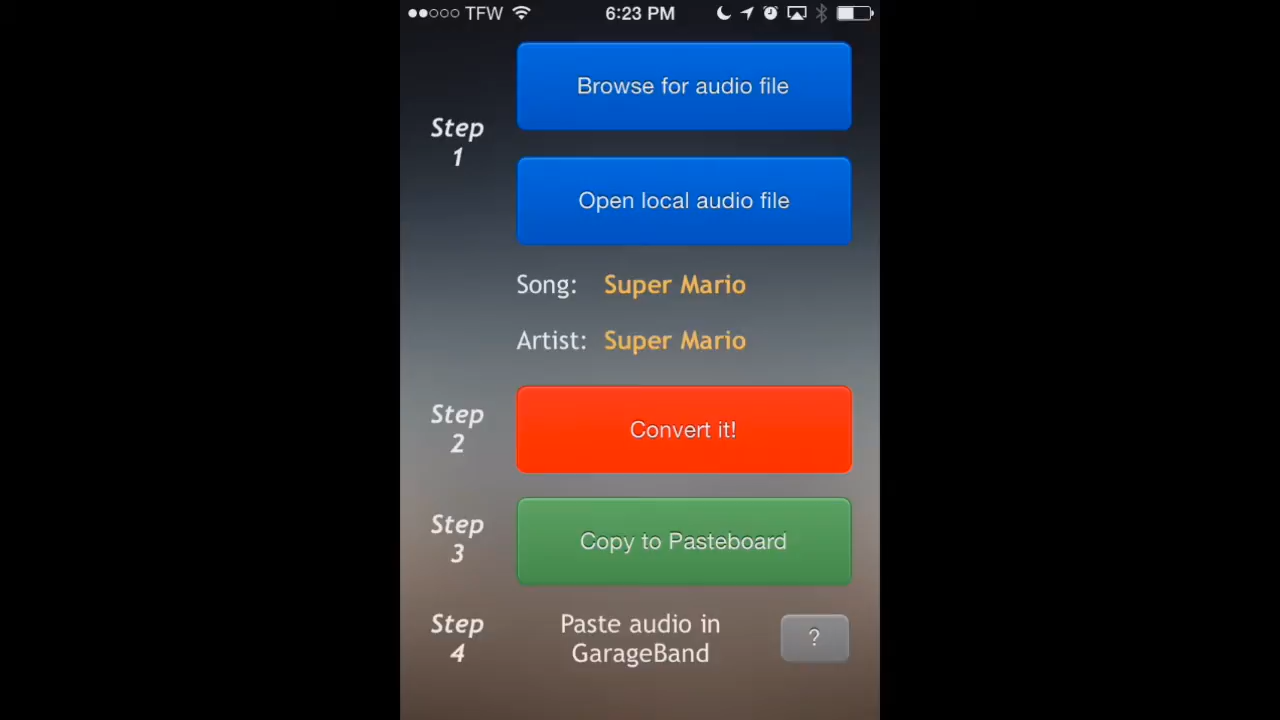 TFW 6:23 PM
Browse for audio file
Step
1
Open local audio file
Song: Super Mario
Artist: Super Mario
Step
2
Convert it!
Step
3
Copy to Pasteboard
Step
4
Paste audio in
GarageBand
?